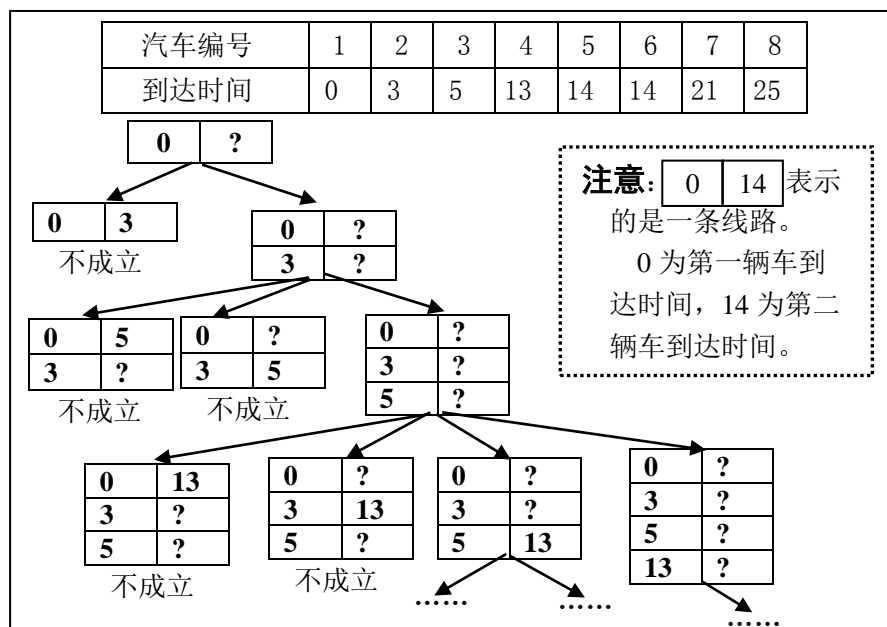 汽车编号 1 2 3 4 5 6 7 8
到达时间 0 3 5 13 14 14 21 25
0 ?
注意: 0 14 表示
的是一条线路。
0 为第一辆车到
达时间，14 为第二
辆车到达时间。
0 3
不成立
0 ?
3 ?
0 5
3 ?
不成立
0 ?
3 5
不成立
0 ?
3 ?
5 ?
0 13
3 ?
5 ?
不成立
0 ?
3 13
5 ?
不成立
0 ?
3 ?
5 13
0 ?
3 ?
5 ?
13 ?
……
……
……